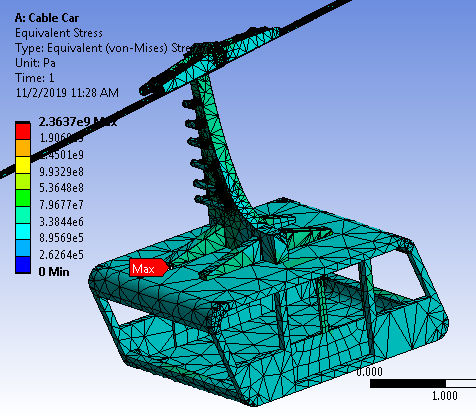 A: Cable Car
Equivalent Stress
Type: Equivalent (von-Mises) Stre
Unit: Pa
Time: 1
11/2/2019 11:28 AM
2.3637e9 Max
1.9068
1.4501e9
9.9329e8
5.3648e8
7.9677e7
3.3844e6
8.9569e5
2.6264e5
0 Min
Max
0.000
1.000